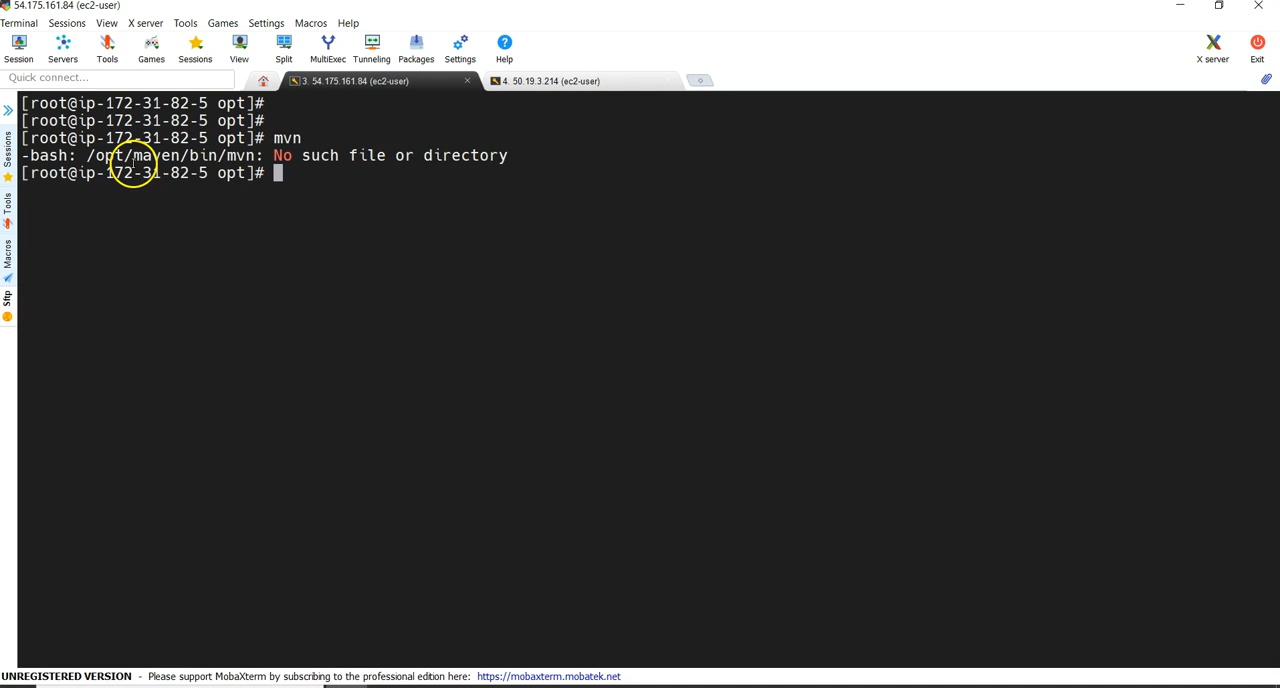 54.175.161.84 (ec2-user)
Terminal Sessions View X server Tools Games Settings Macros Help
Session Servers Tools Games Sessions View Split MultiExec Tunneling Packages Settings Help X server Exit
Quick connect...
3. 54.175.161.84 (ec2-user)
4. 50.19.3.214 (ec2-user)
[root@ip-172-31-82-5 opt]#
[root@ip-172-31-82-5 opt]#
[root@ip-172-31-82-5 opt]# mvn
-bash: /opt/maven/bin/mvn: No such file or directory
[root@ip-172-31-82-5 opt]#
Sessions
Tools
Macros
Sftp
UNREGISTERED VERSION - Please support MobaXterm by subscribing to the professional edition here: https://mobaxterm.mobatek.net